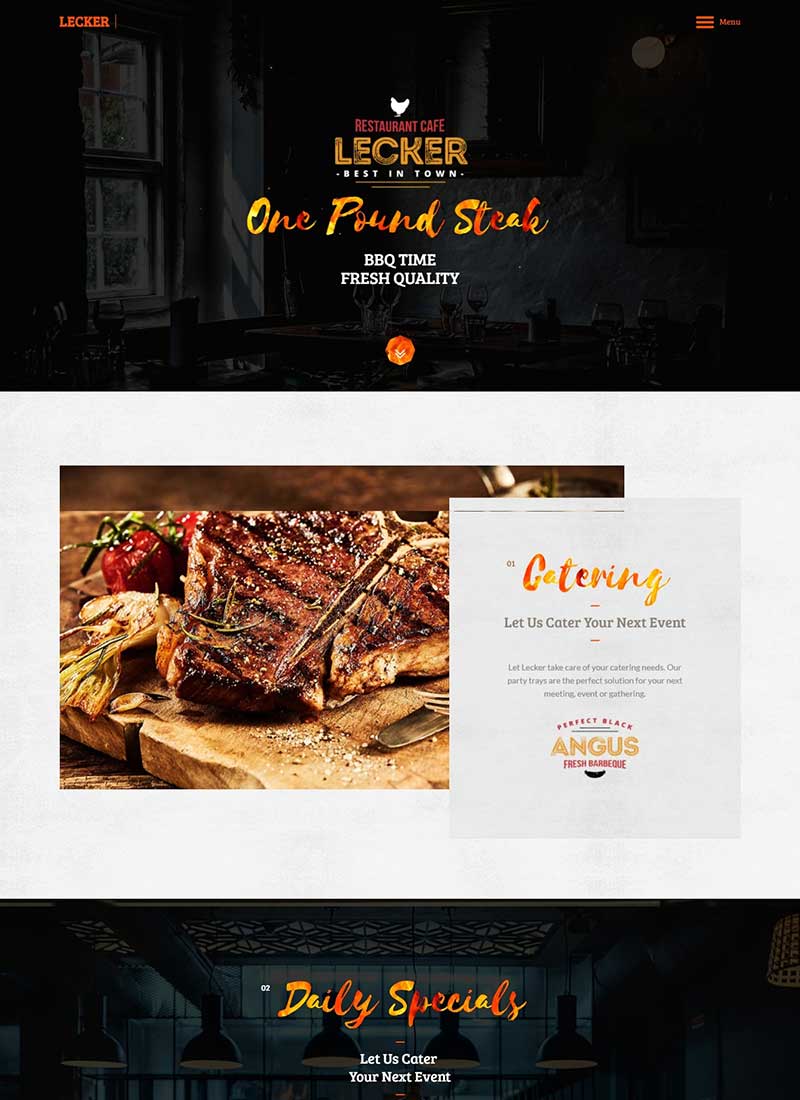 LECKER
Menu
RESTAURANT CAFE
LECKER
-BEST IN TOWN-
One Pound Steak
BBQ TIME
FRESH QUALITY
01
Catering
Let Us Cater Your Next Event
Let Lecker take care of your catering needs. Our
party trays are the perfect solution for your next
meeting, event or gathering.
PERFECT BLACK
ANGUS
FRESH BARBEQUE
02
Daily Specials
Let Us Cater
Your Next Event